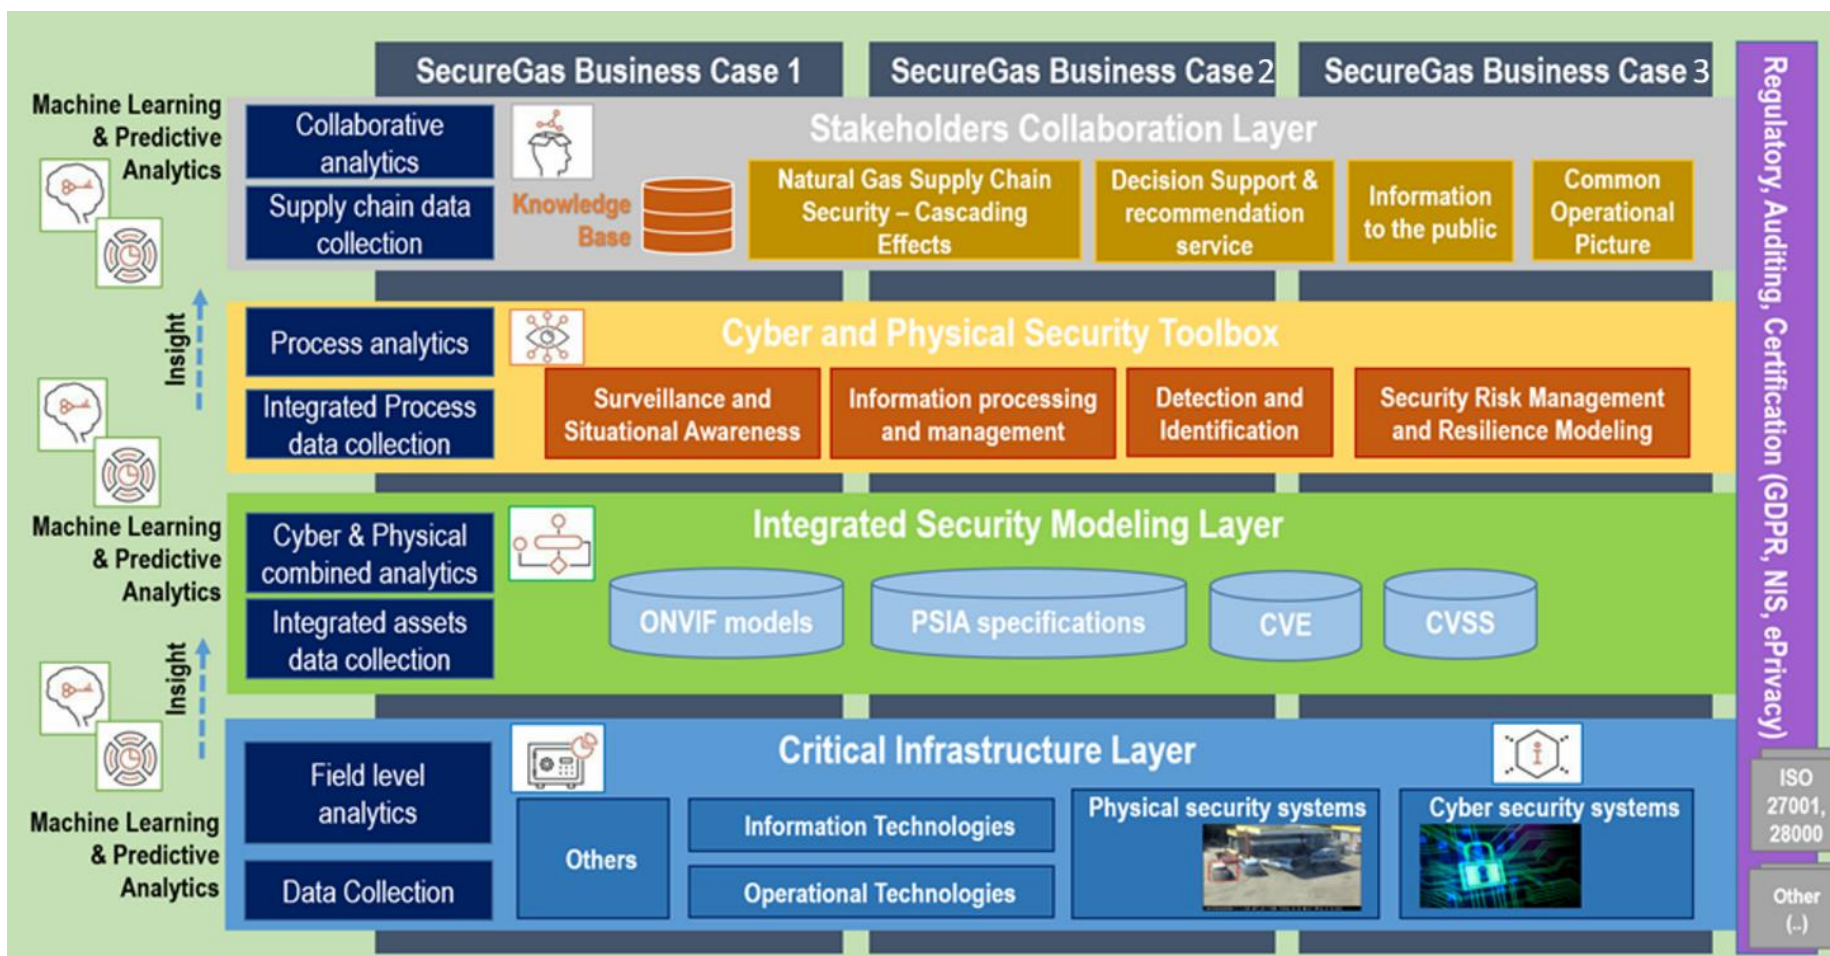 SecureGas Business Case 1
SecureGas Business Case 2
SecureGas Business Case 3
Machine Learning
& Predictive
Analytics
Collaborative
analytics
Supply chain data
collection
Stakeholders Collaboration Layer
Knowledge
Base
Natural Gas Supply Chain
Security – Cascading
Effects
Decision Support &
recommendation
service
Information
to the public
Common
Operational
Picture
Insight
Process analytics
Integrated Process
data collection
Cyber and Physical Security Toolbox
Surveillance and
Situational Awareness
Information processing
and management
Detection and
Identification
Security Risk Management
and Resilience Modeling
Machine Learning
& Predictive
Analytics
Cyber & Physical
combined analytics
Integrated assets
data collection
Integrated Security Modeling Layer
ONVIF models
PSIA specifications
CVE
CVSS
Insight
Machine Learning
& Predictive
Analytics
Field level
analytics
Data Collection
Critical Infrastructure Layer
Others
Information Technologies
Operational Technologies
Physical security systems
Cyber security systems
Regulatory, Auditing, Certification (GDPR, NIS, ePrivacy)
ISO
27001,
28000
Other
(..)